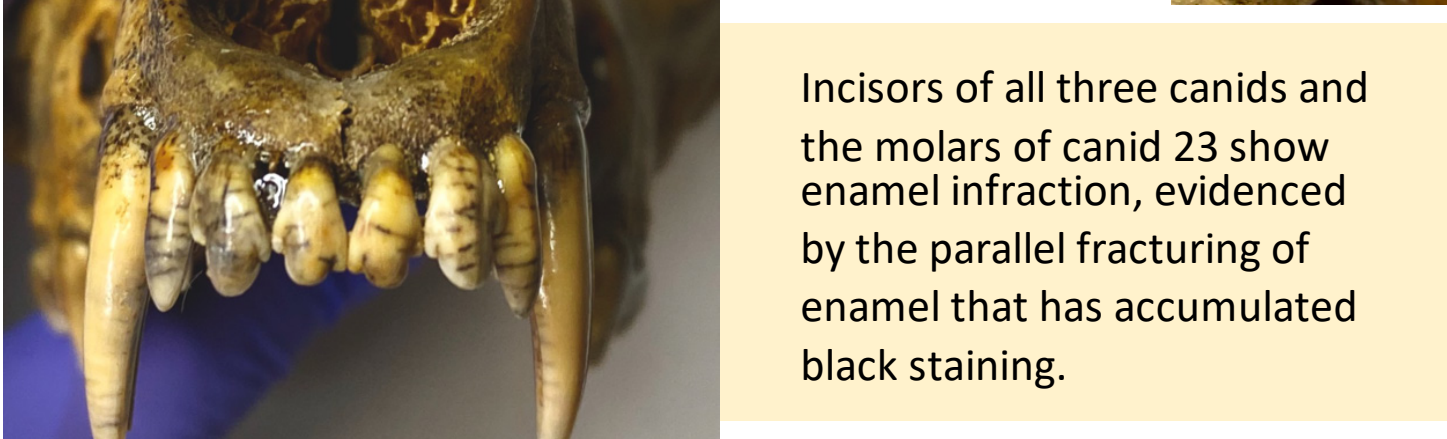 Incisors of all three canids and
the molars of canid 23 show
enamel infraction, evidenced
by the parallel fracturing of
enamel that has accumulated
black staining.